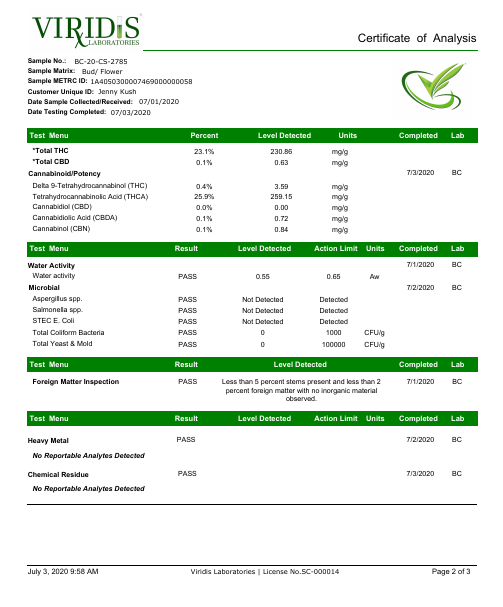 VIRIDIS
LABORATORIES
Certificate of Analysis
Sample No.: BC-20-CS-2785
Sample Matrix: Bud/ Flower
Sample METRC ID: 1A4050300007469000000058
Customer Unique ID: Jenny Kush
Date Sample Collected/Received: 07/01/2020
Date Testing Completed: 07/03/2020
Test Menu Percent Level Detected Units Completed Lab
*Total THC 23.1% 230.86 mg/g
*Total CBD 0.1% 0.63 mg/g
Cannabinoid/Potency 7/3/2020 BC
Delta 9-Tetrahydrocannabinol (THC) 0.4% 3.59 mg/g
Tetrahydrocannabinolic Acid (THCA) 25.9% 259.15 mg/g
Cannabidiol (CBD) 0.0% 0.00 mg/g
Cannabidiolic Acid (CBDA) 0.1% 0.72 mg/g
Cannabinol (CBN) 0.1% 0.84 mg/g
Test Menu Result Level Detected Action Limit Units Completed Lab
Water Activity 7/1/2020 BC
Water activity PASS 0.55 0.65 Aw
Microbial 7/2/2020 BC
Aspergillus spp. PASS Not Detected Detected
Salmonella spp. PASS Not Detected Detected
STEC E. Coli PASS Not Detected Detected
Total Coliform Bacteria PASS 0 1000 CFU/g
Total Yeast & Mold PASS 0 100000 CFU/g
Test Menu Result Level Detected Completed Lab
Foreign Matter Inspection PASS Less than 5 percent stems present and less than 2 7/1/2020 BC
percent foreign matter with no inorganic material
observed.
Test Menu Result Level Detected Action Limit Units Completed Lab
Heavy Metal PASS 7/2/2020 BC
No Reportable Analytes Detected
Chemical Residue PASS 7/3/2020 BC
No Reportable Analytes Detected
July 3, 2020 9:58 AM Viridis Laboratories | License No.SC-000014 Page 2 of 3